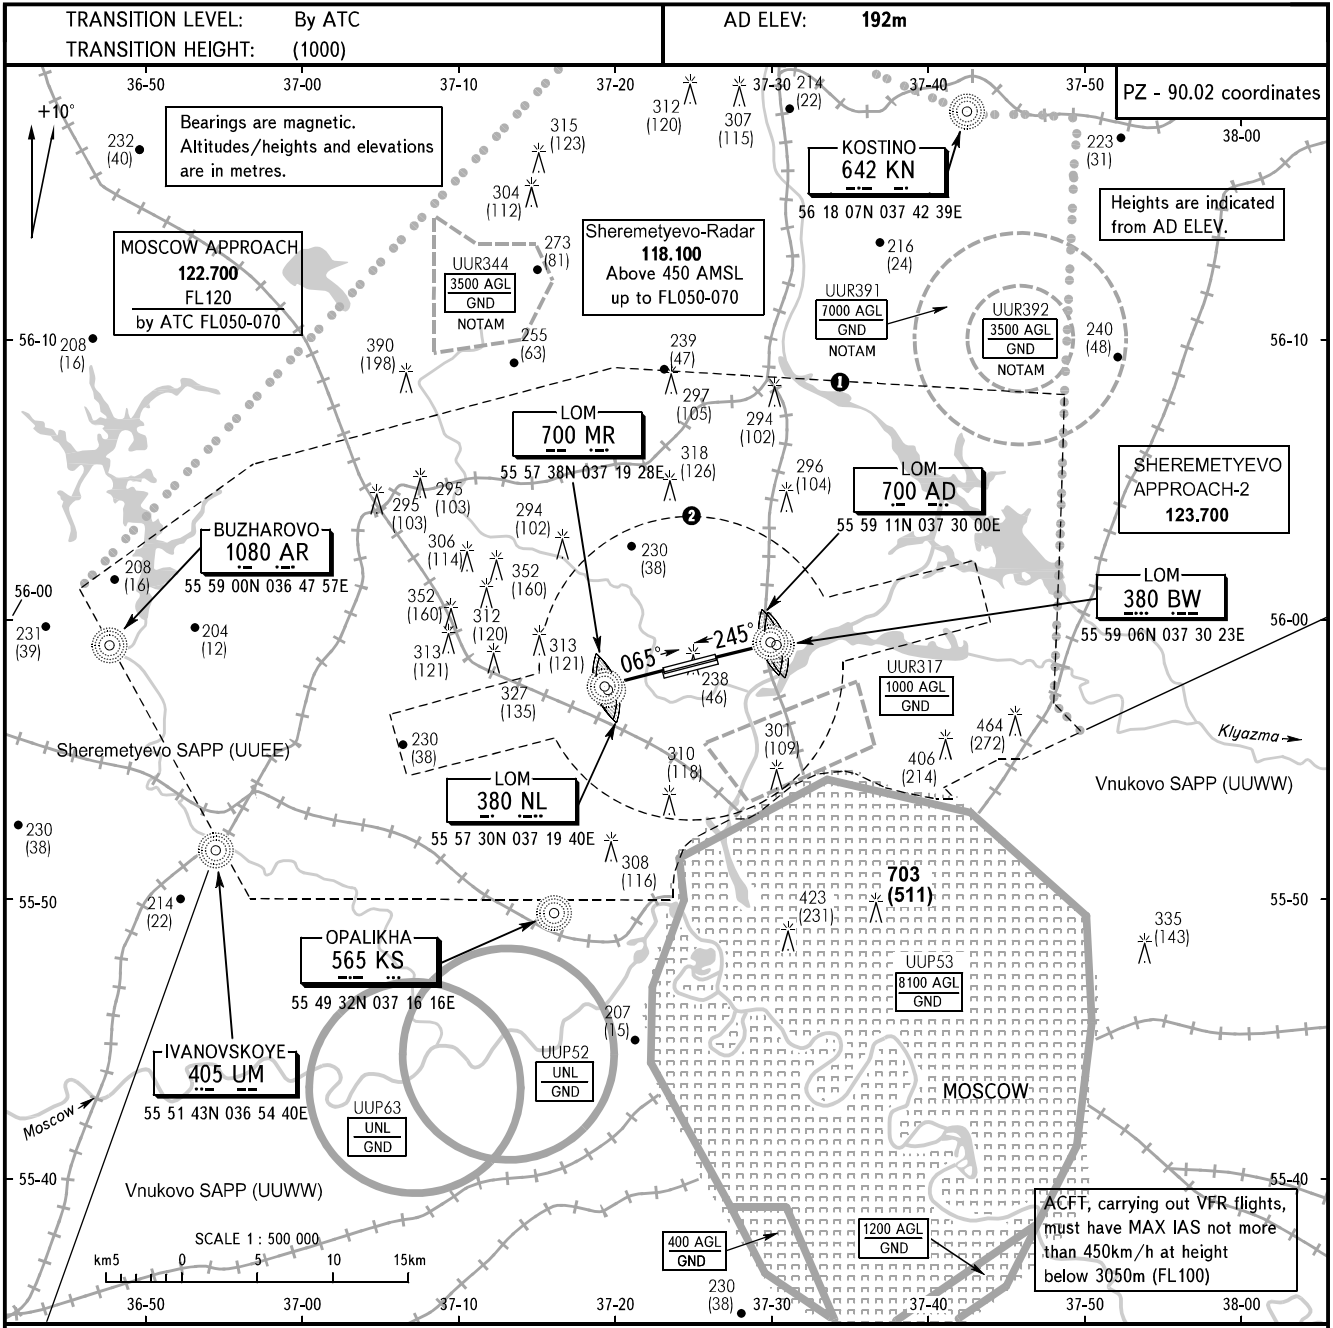 TRANSITION LEVEL: By ATC
TRANSITION HEIGHT: (1000)
AD ELEV: 192m
36-50 37-00 37-10 37-20 37-30 37-40 37-50
PZ - 90.02 coordinates
38-00
+10°
Bearings are magnetic.
Altitudes/heights and elevations
are in metres.
232
(40)
315
(123)
304
(112)
312
(120)
307
(115)
214
(22)
KOSTINO
642 KN
56 18 07N 037 42 39E
223
(31)
Heights are indicated
from AD ELEV.
MOSCOW APPROACH
122.700
FL120
by ATC FL050-070
UUR344
3500 AGL
GND
NOTAM
273
(81)
Sheremetyevo-Radar
118.100
Above 450 AMSL
up to FL050-070
216
(24)
UUR391
7000 AGL
GND
NOTAM
UUR392
3500 AGL
GND
NOTAM
240
(48)
56-10
208
(16)
390
(198)
255
(63)
239
(47)
297
(105)
294
(102)
1
56-10
LOM
700 MR
55 57 38N 037 19 28E
318
(126)
296
(104)
LOM
700 AD
55 59 11N 037 30 00E
SHEREMETYEVO
APPROACH-2
123.700
295
(103)
295
(103)
294
(102)
2
BUZHAROVO
1080 AR
55 59 00N 036 47 57E
306
(114)
352
(160)
230
(38)
208
(16)
56-00
352
(160)
312
(120)
LOM
380 BW
55 59 06N 037 30 23E
56-00
231
(39)
204
(12)
313
(121)
313
(121)
327
(135)
065° 245°
238
(46)
UUR317
1000 AGL
GND
Sheremetyevo SAPP (UUEE)
230
(38)
310
(118)
301
(109)
406
(214)
464
(272)
Klyazma
Vnukovo SAPP (UUWW)
LOM
380 NL
55 57 30N 037 19 40E
230
(38)
308
(116)
703
(511)
55-50
214
(22)
423
(231)
335
(143)
55-50
OPALIKHA
565 KS
55 49 32N 037 16 16E
UUP53
8100 AGL
GND
207
(15)
IVANOVSKOYE
405 UM
55 51 43N 036 54 40E
UUP52
UNL
GND
Moscow
UUP63
UNL
GND
MOSCOW
55-40
Vnukovo SAPP (UUWW)
55-40
ACFT, carrying out VFR flights,
must have MAX IAS not more
than 450km/h at height
below 3050m (FL100)
SCALE 1 : 500 000
km5 0 5 10 15km
400 AGL
GND
1200 AGL
GND
230
(38)
36-50 37-00 37-10 37-20 37-30 37-40 37-50 38-00